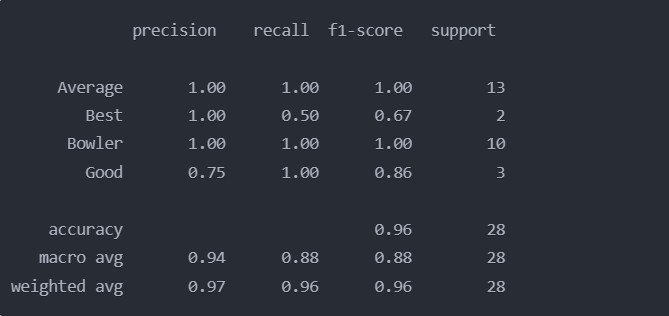 precision recall f1-score support
Average 1.00 1.00 1.00 13
Best 1.00 0.50 0.67 2
Bowler 1.00 1.00 1.00 10
Good 0.75 1.00 0.86 3
accuracy 0.96 28
macro avg 0.94 0.88 0.88 28
weighted avg 0.97 0.96 0.96 28